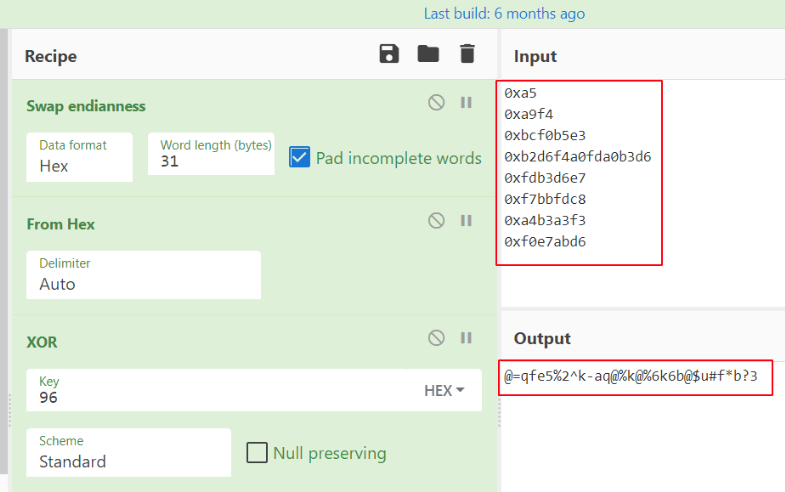 Last build: 6 months ago
Recipe
Swap endianness
Data format
Hex
Word length (bytes)
31
Pad incomplete words
From Hex
Delimiter
Auto
XOR
Key
96
HEX
Scheme
Standard
Null preserving
Input
0xa5
0xa9f4
0xbcf0b5e3
0xb2d6f4a0fda0b3d6
0xfdb3d6e7
0xf7bbfdc8
0xa4b3a3f3
0xf0e7abd6
Output
@=qfe5%2^k-aq@%k@%6k6b@$u#f*b?3